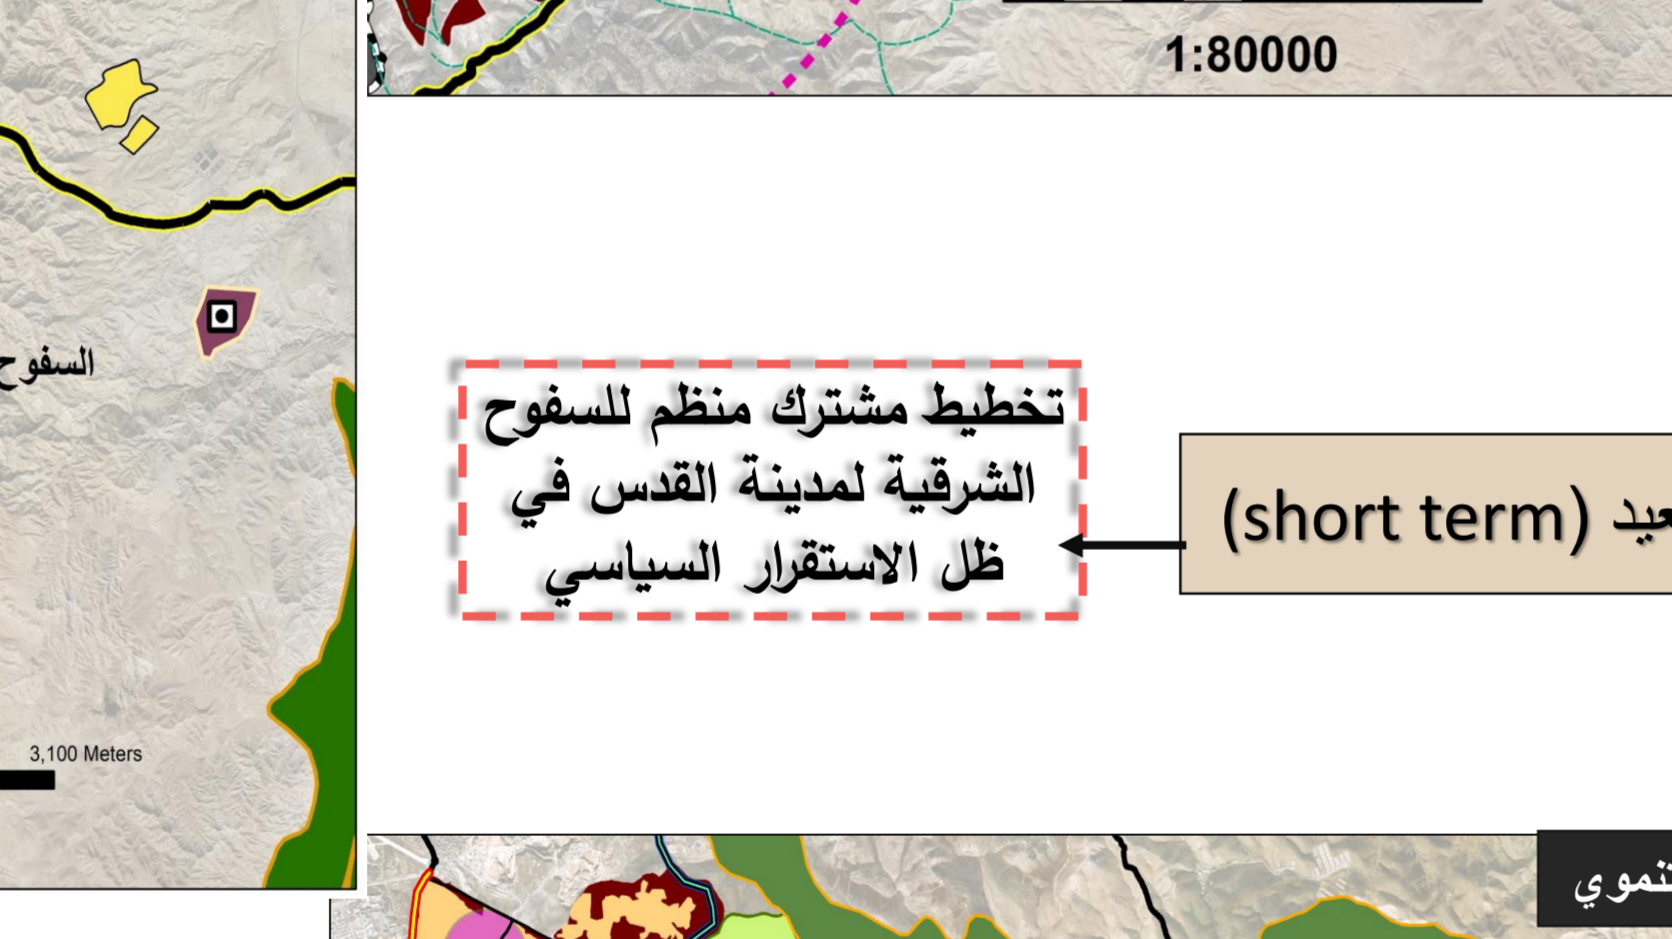 1:80000
السفوح
تخطيط مشترك منظم للسفوح
الشرقية لمدينة القدس في
ظل الاستقرار السياسي
(short term)
3,100 Meters